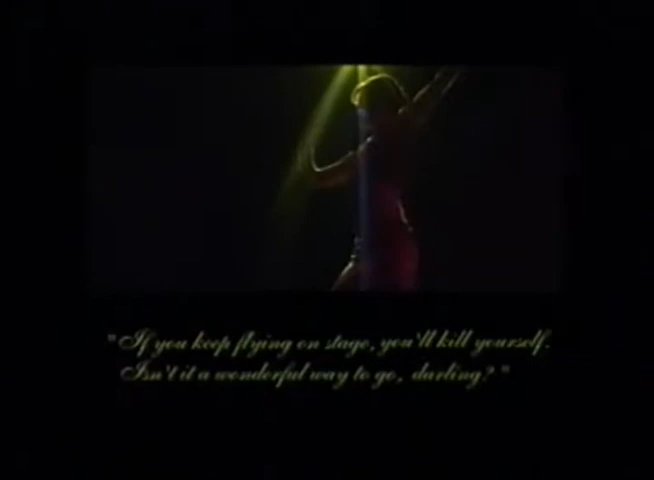 "If you keep flying on stage, you'll kill yourself.
Isn't it a wonderful way to go, darling?"